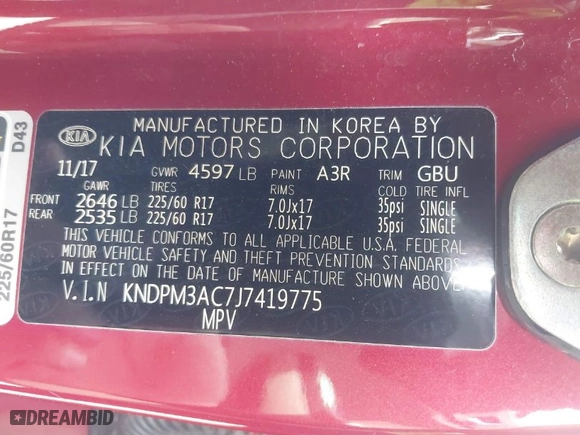 MANUFACTURED IN KOREA BY
KIA KIA MOTORS CORPORATION
11/17 GVWR 4597 LB PAINT A3R TRIM GBU
GAWR TIRES RIMS COLD TIRE INFL
FRONT 2646 LB 225/60 R17 7.0Jx17 35psi SINGLE
REAR 2535 LB 225/60 R17 7.0Jx17 35psi SINGLE
THIS VEHICLE CONFORMS TO ALL APPLICABLE U.S.A. FEDERAL
MOTOR VEHICLE SAFETY AND THEFT PREVENTION STANDARDS
IN EFFECT ON THE DATE OF MANUFACTURE SHOWN ABOVE.
V.I.N KNDPM3AC7J7419775
MPV
D43
225/60R17
DREAMBID